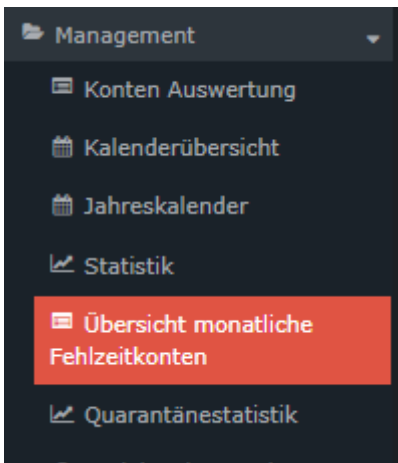 Management
Konten Auswertung
Kalenderübersicht
Jahreskalender
Statistik
Übersicht monatliche
Fehlzeitkonten
Quarantänestatistik